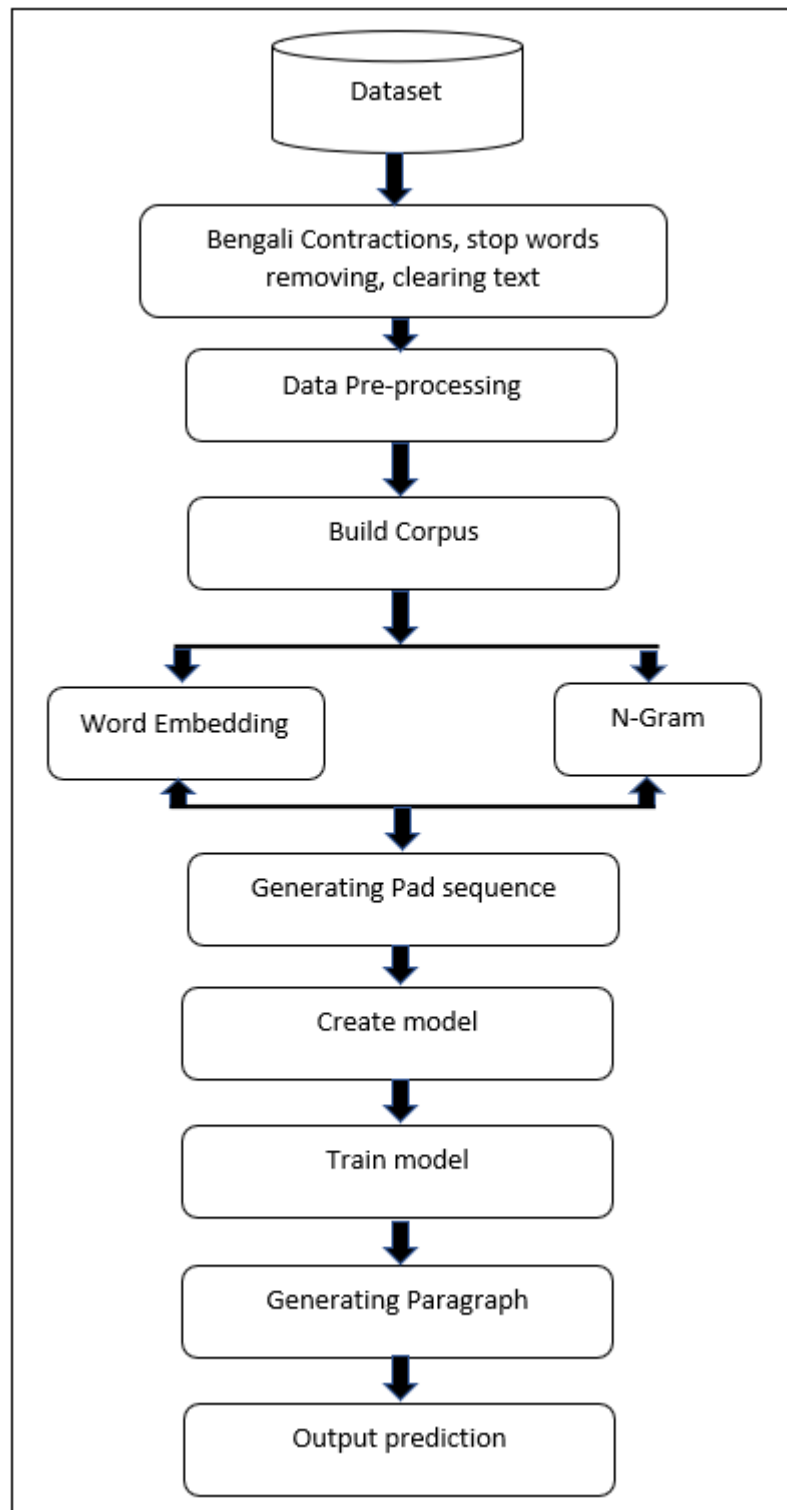 Dataset
Bengali Contractions, stop words
removing, clearing text
Data Pre-processing
Build Corpus
Word Embedding
N-Gram
Generating Pad sequence
Create model
Train model
Generating Paragraph
Output prediction